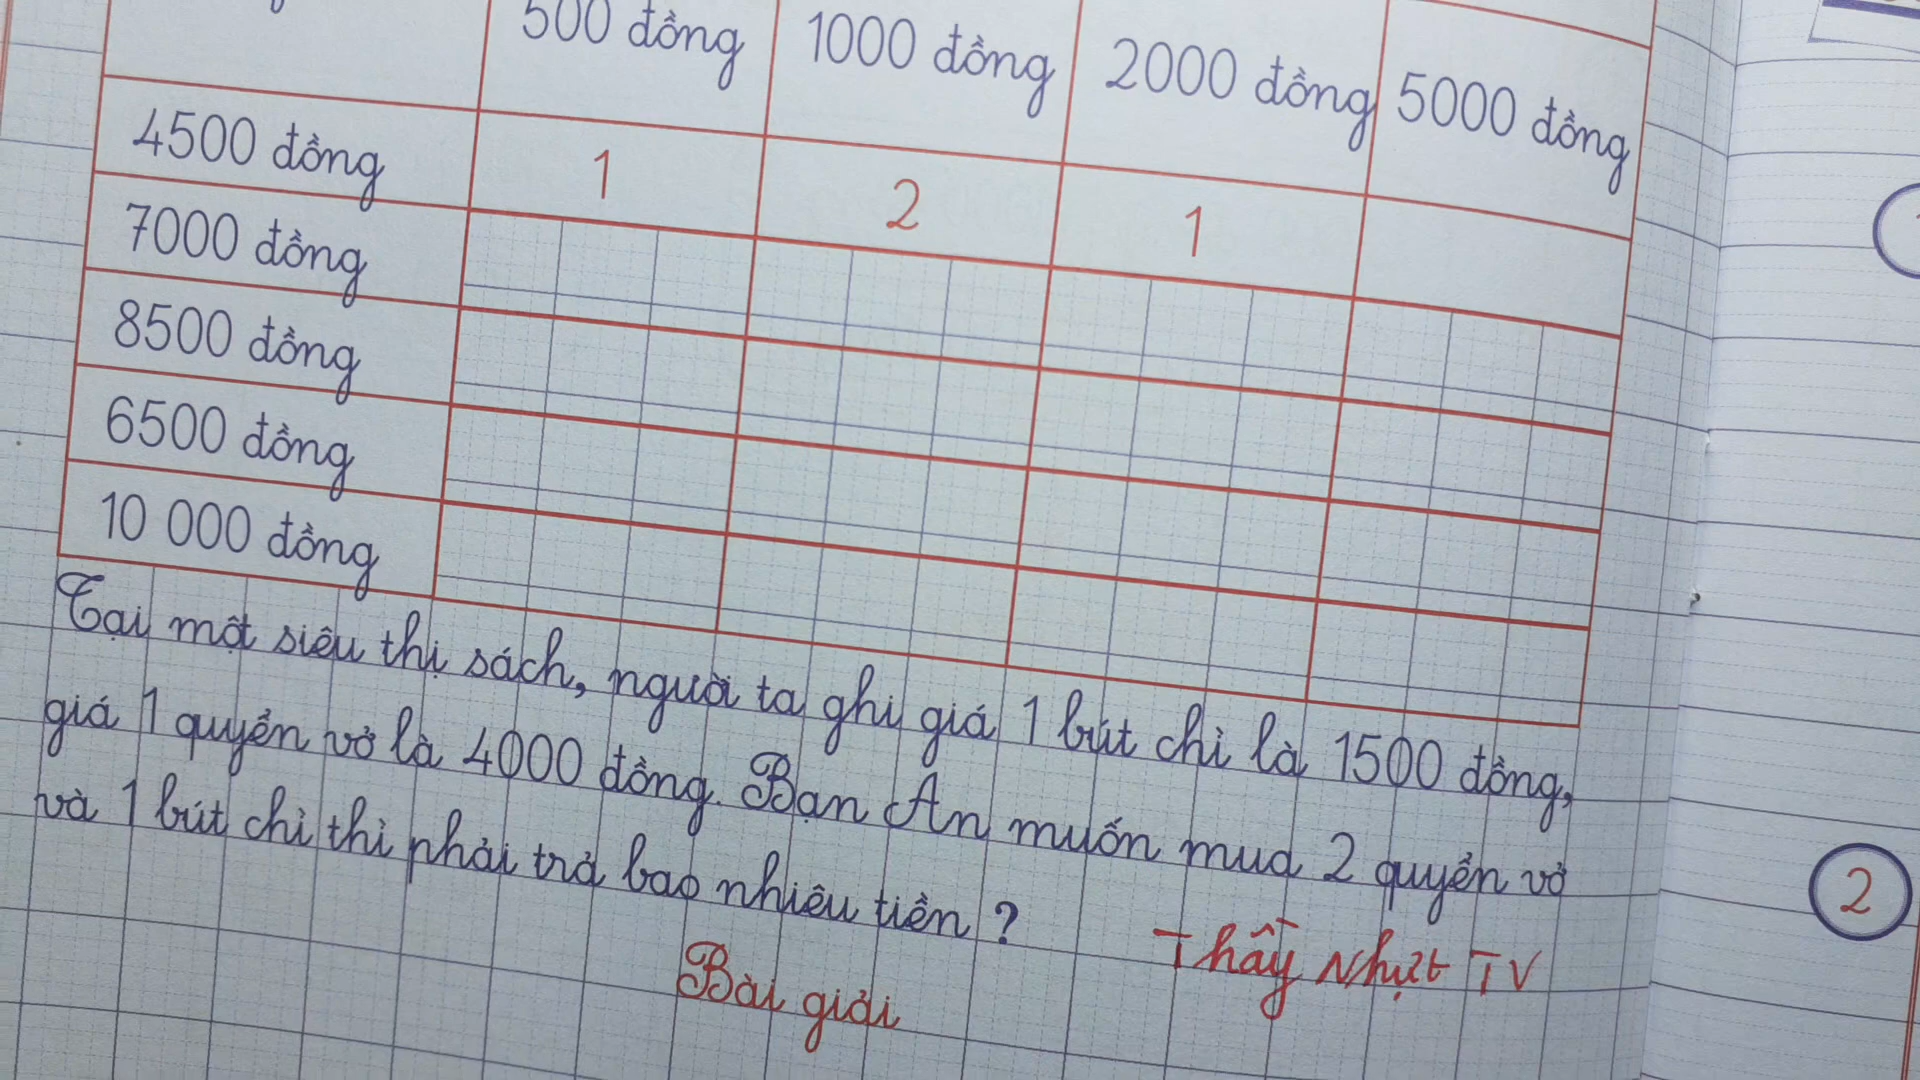 500 đồng 1000 đồng 2000 đồng 5000 đồng
4500 đồng 1 2 1
7000 đồng
8500 đồng
6500 đồng
10 000 đồng
Tại một siêu thị sách, người ta ghi giá 1 bút chì là 1500 đồng,
giá 1 quyển vở là 4000 đồng. Bạn An muốn mua 2 quyển vở
và 1 bút chì thì phải trả bao nhiêu tiền ?
Thầy Nhựt TV
Bài giải
2